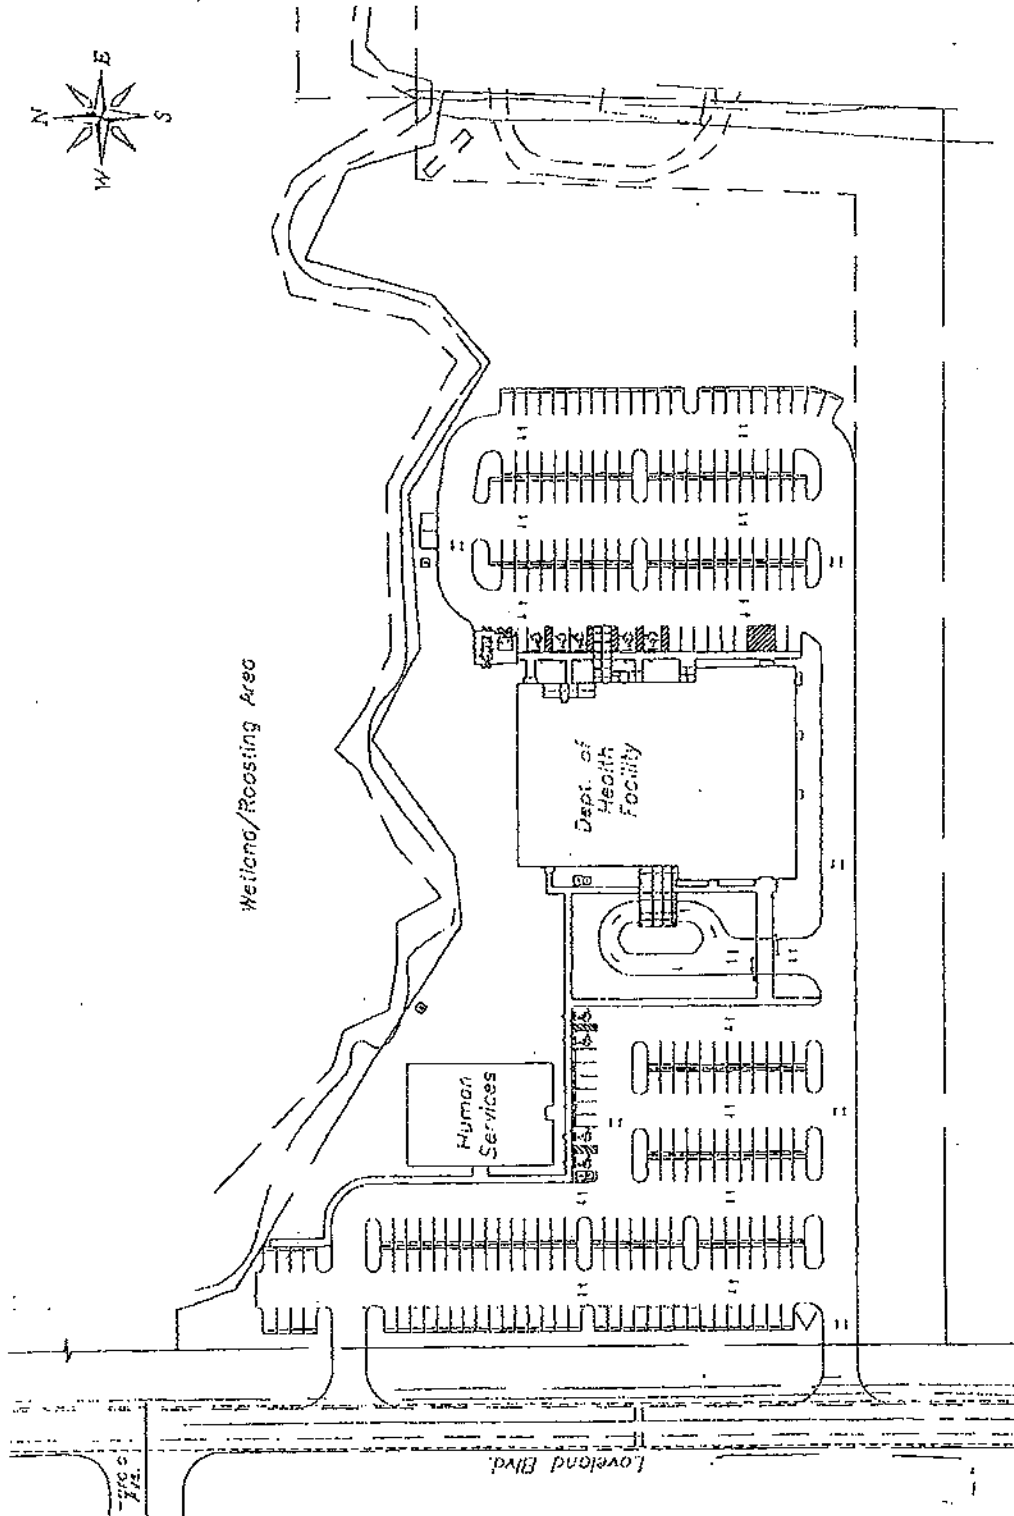 E
N
S
W
Wetland/Roosting Area
Dept. of
Health
Facility
Human
Services
Loveland Blvd.